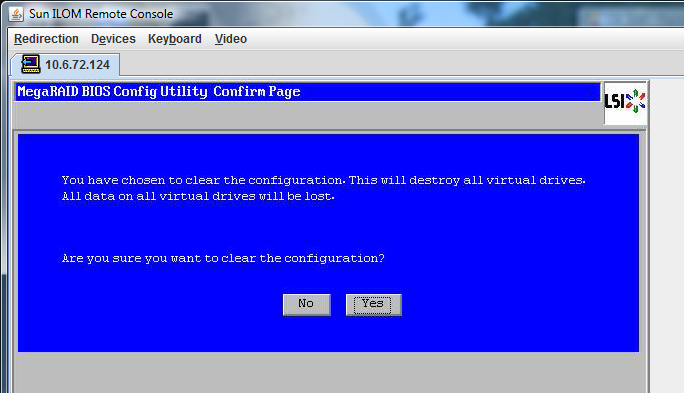 Sun ILOM Remote Console
Redirection Devices Keyboard Video
10.6.72.124
MegaRAID BIOS Config Utility Confirm Page
LSI
You have chosen to clear the configuration. This will destroy all virtual drives.
All data on all virtual drives will be lost.
Are you sure you want to clear the configuration?
No Yes